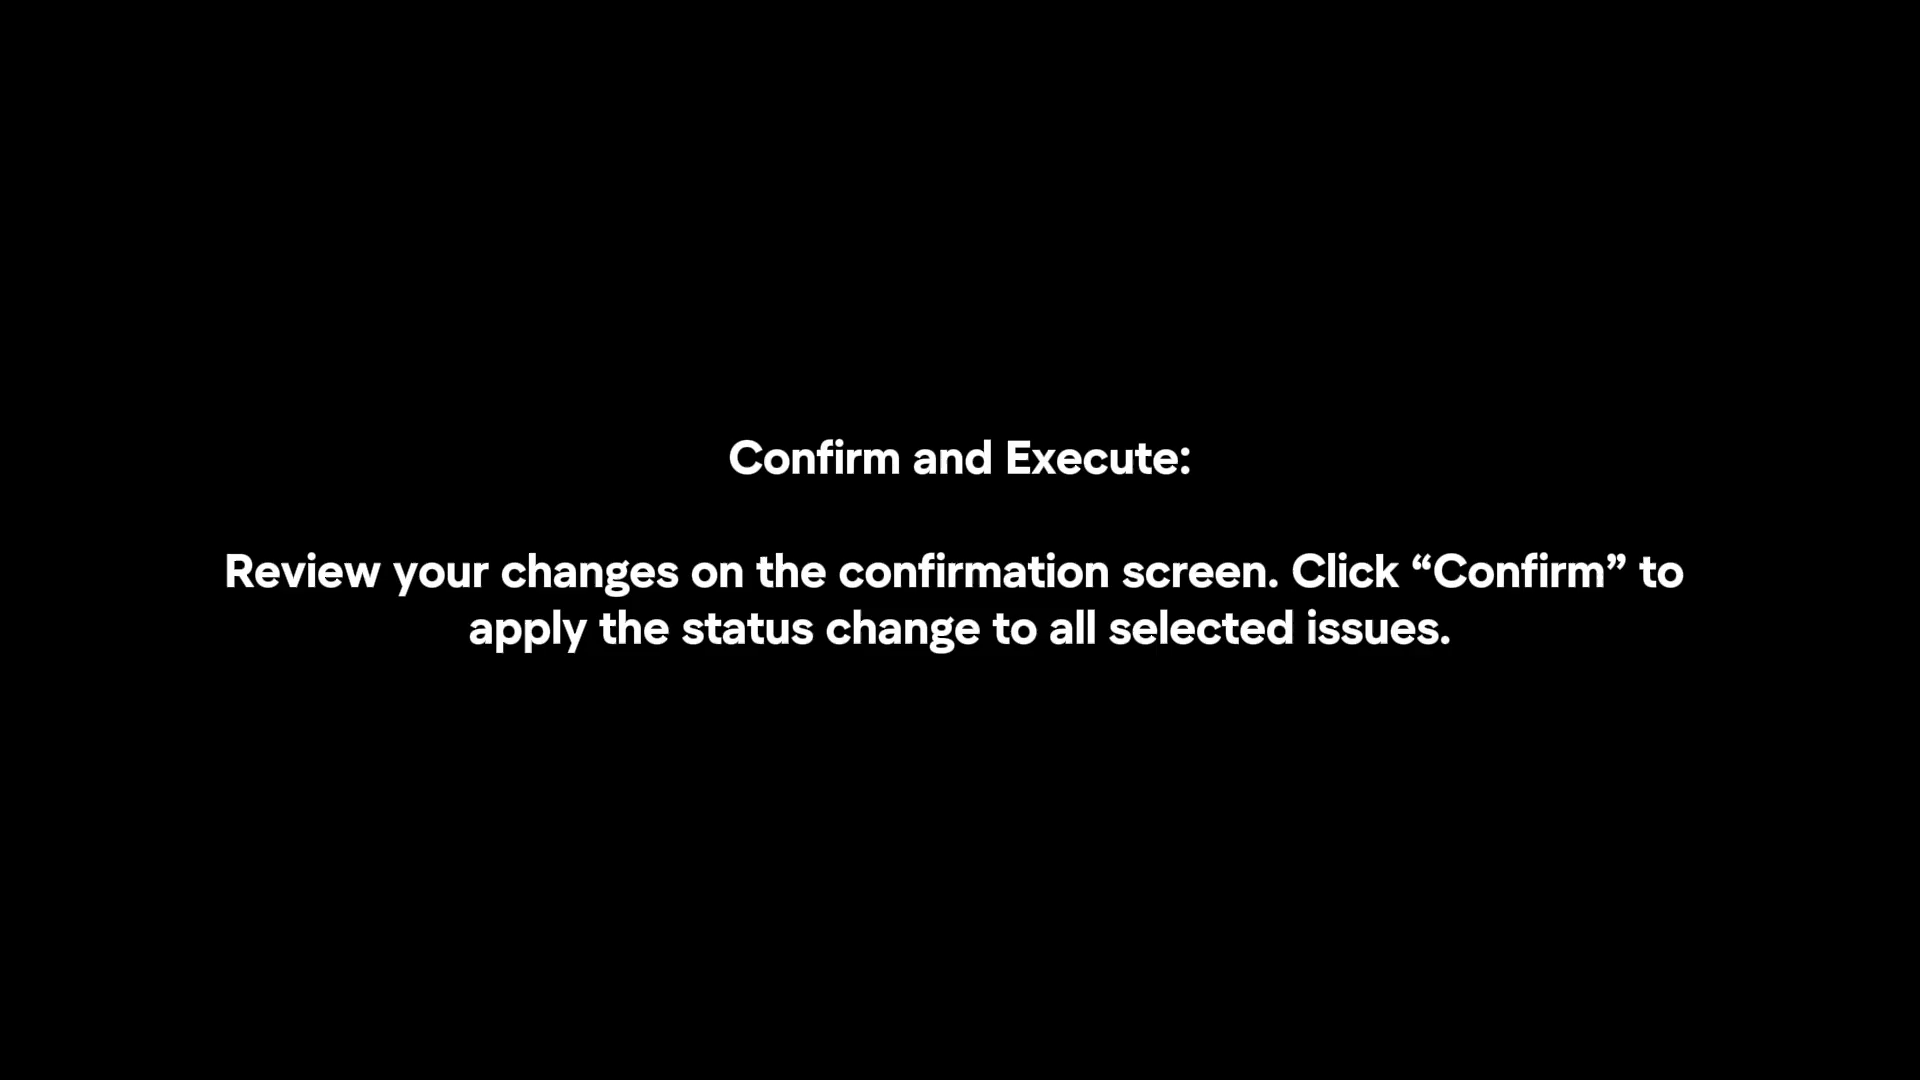 Confirm and Execute:
Review your changes on the confirmation screen. Click “Confirm” to
apply the status change to all selected issues.